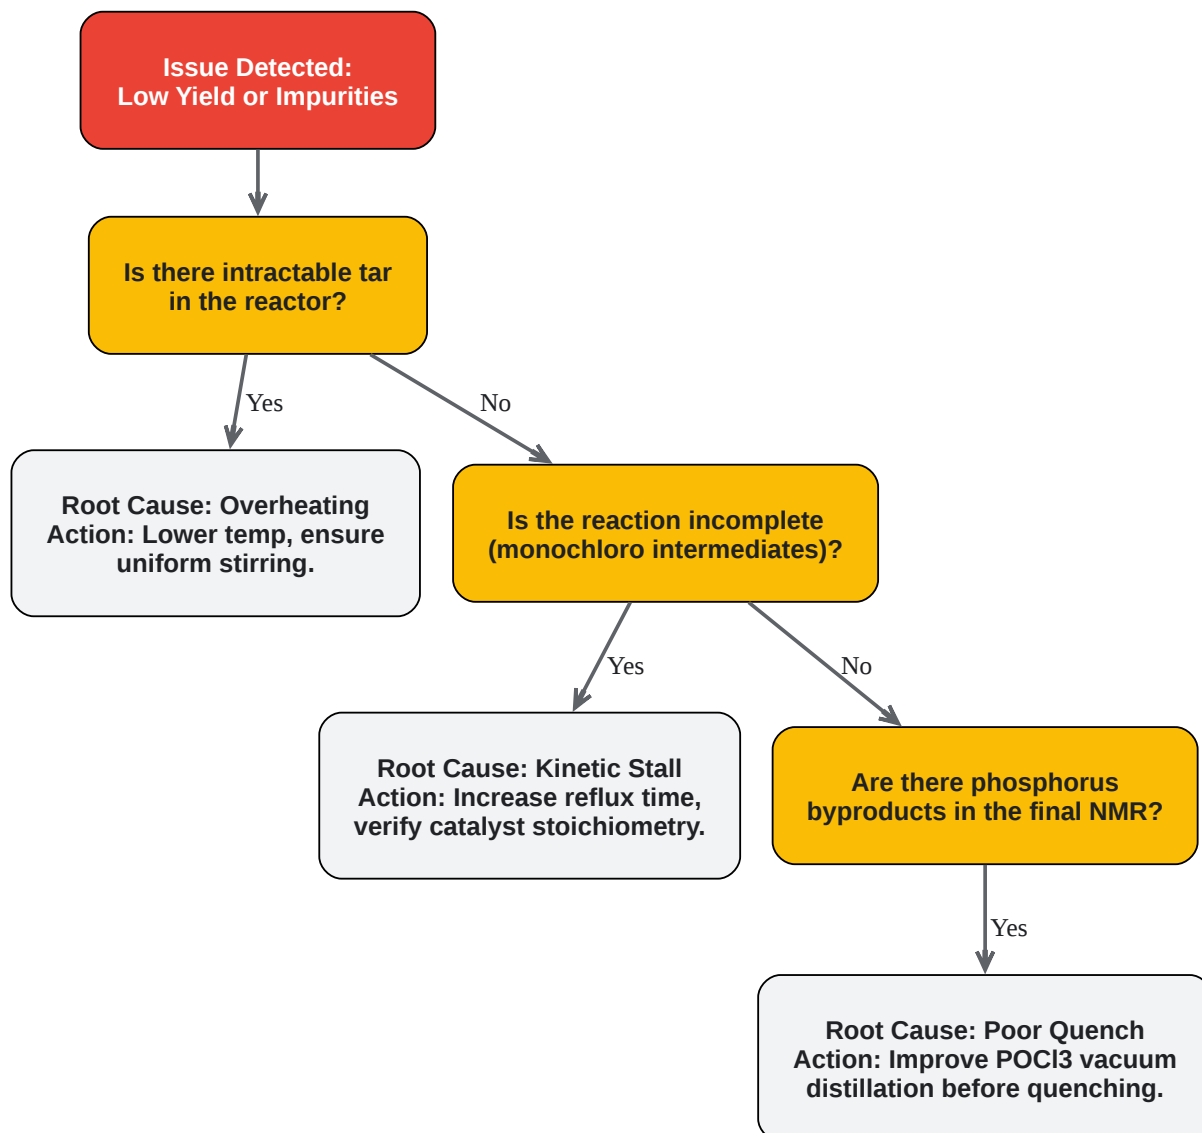 Issue Detected:
Low Yield or Impurities
Is there intractable tar
in the reactor?
Yes
No
Root Cause: Overheating
Action: Lower temp, ensure
uniform stirring.
Is the reaction incomplete
(monochloro intermediates)?
Yes
No
Root Cause: Kinetic Stall
Action: Increase reflux time,
verify catalyst stoichiometry.
Are there phosphorus
byproducts in the final NMR?
Yes
Root Cause: Poor Quench
Action: Improve POCl3 vacuum
distillation before quenching.